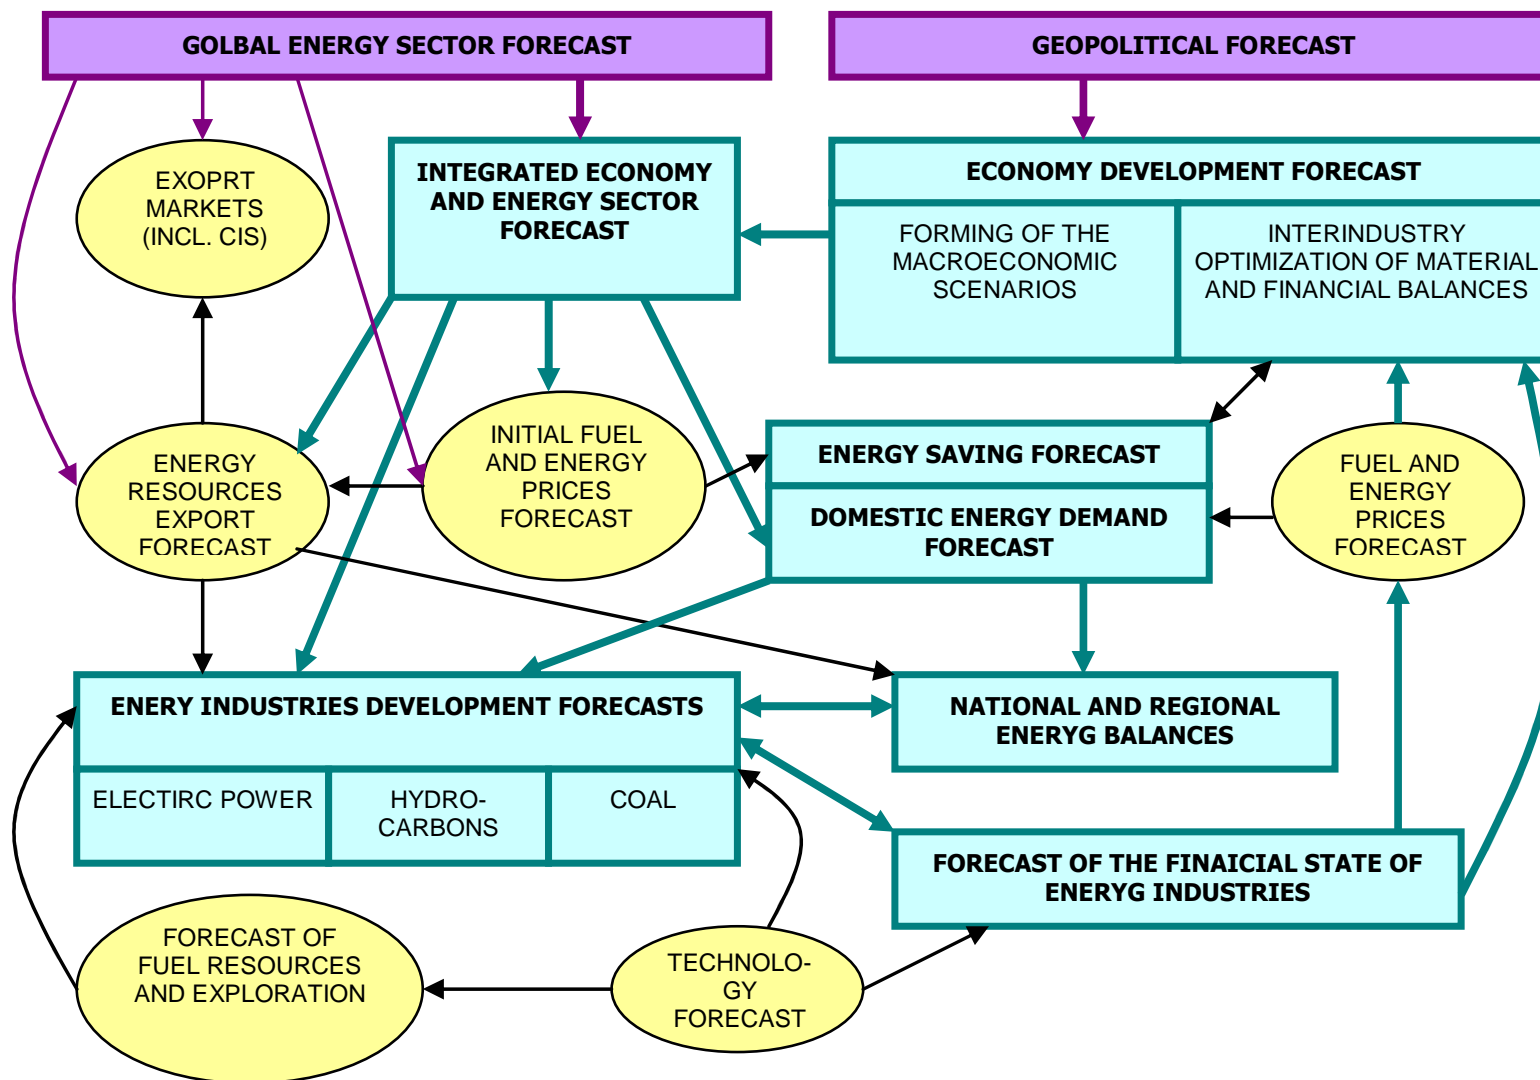 GOLBAL ENERGY SECTOR FORECAST
GEOPOLITICAL FORECAST
EXOPRT
MARKETS
(INCL. CIS)
INTEGRATED ECONOMY
AND ENERGY SECTOR
FORECAST
ECONOMY DEVELOPMENT FORECAST
FORMING OF THE
MACROECONOMIC
SCENARIOS
INTERINDUSTRY
OPTIMIZATION OF MATERIAL
AND FINANCIAL BALANCES
ENERGY
RESOURCES
EXPORT
FORECAST
INITIAL FUEL
AND ENERGY
PRICES
FORECAST
ENERGY SAVING FORECAST
DOMESTIC ENERGY DEMAND
FORECAST
FUEL AND
ENERGY
PRICES
FORECAST
ENERY INDUSTRIES DEVELOPMENT FORECASTS
ELECTIRC POWER
HYDRO-
CARBONS
COAL
NATIONAL AND REGIONAL
ENERYG BALANCES
FORECAST OF THE FINAICIAL STATE OF
ENERYG INDUSTRIES
FORECAST OF
FUEL RESOURCES
AND EXPLORATION
TECHNOLO-
GY
FORECAST